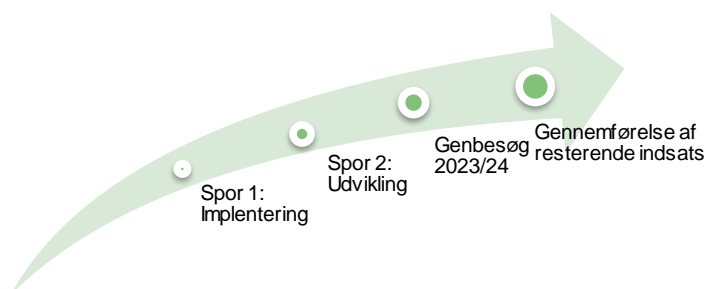 Spor 1:
Implentering
Spor 2:
Udvikling
Genbesøg
2023/24
Gennemførelse af
resterende indsats